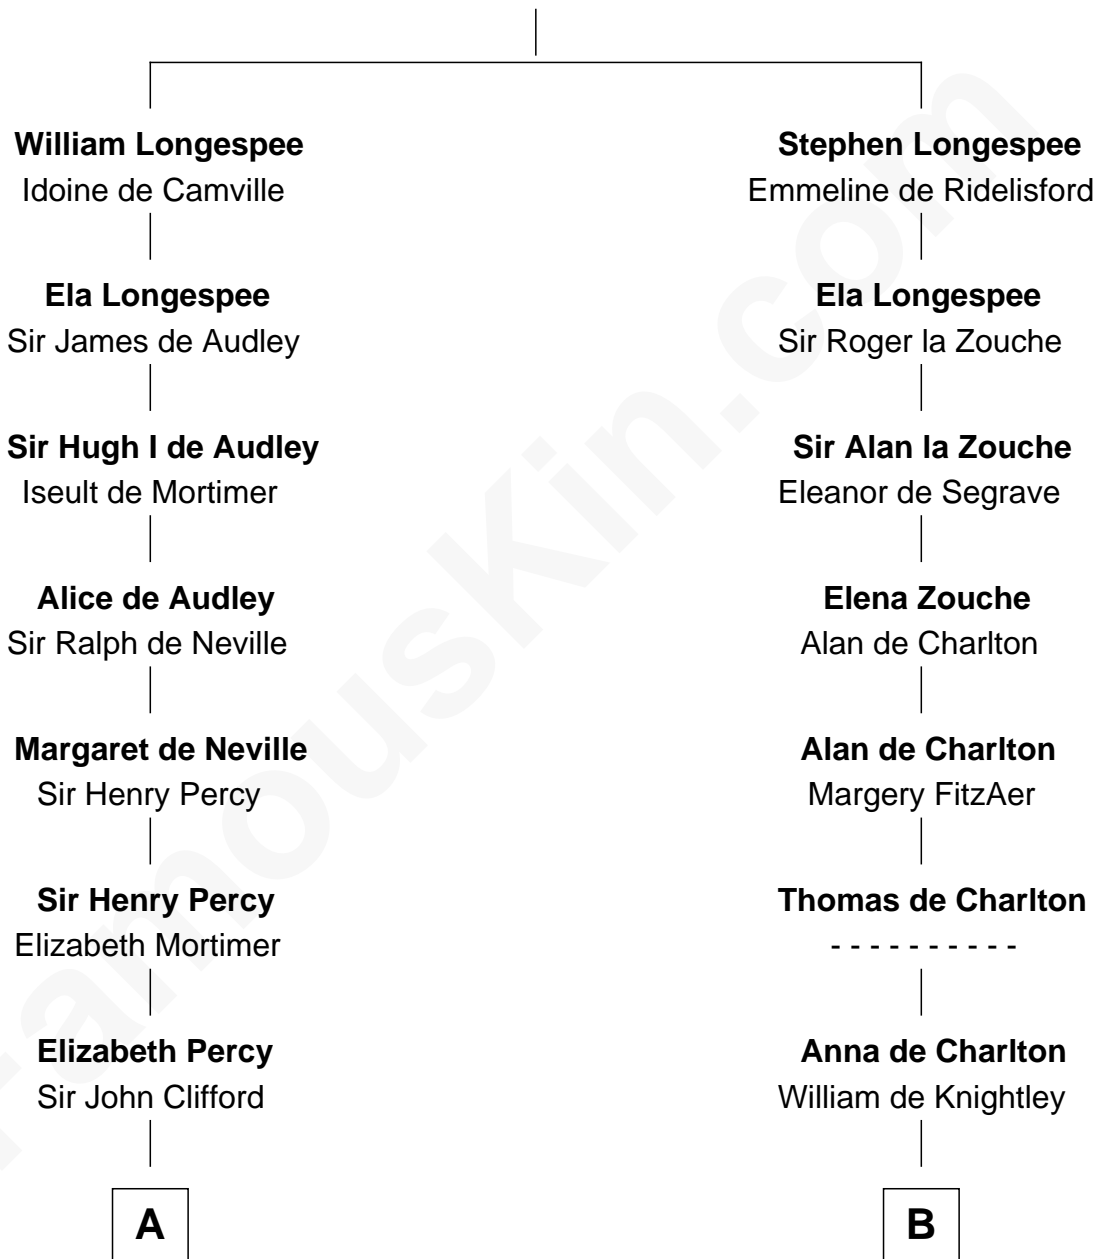 William Longespee
Idoine de Camville
Ela Longespee
Sir James de Audley
Sir Hugh I de Audley
Iseult de Mortimer
Alice de Audley
Sir Ralph de Neville
Margaret de Neville
Sir Henry Percy
Sir Henry Percy
Elizabeth Mortimer
Elizabeth Percy
Sir John Clifford
A
Stephen Longespee
Emmeline de Ridelisford
Ela Longespee
Sir Roger la Zouche
Sir Alan la Zouche
Eleanor de Segrave
Elena Zouche
Alan de Charlton
Alan de Charlton
Margery FitzAer
Thomas de Charlton
- - - - - - - - - -
Anna de Charlton
William de Knightley
B
FamousKin.com